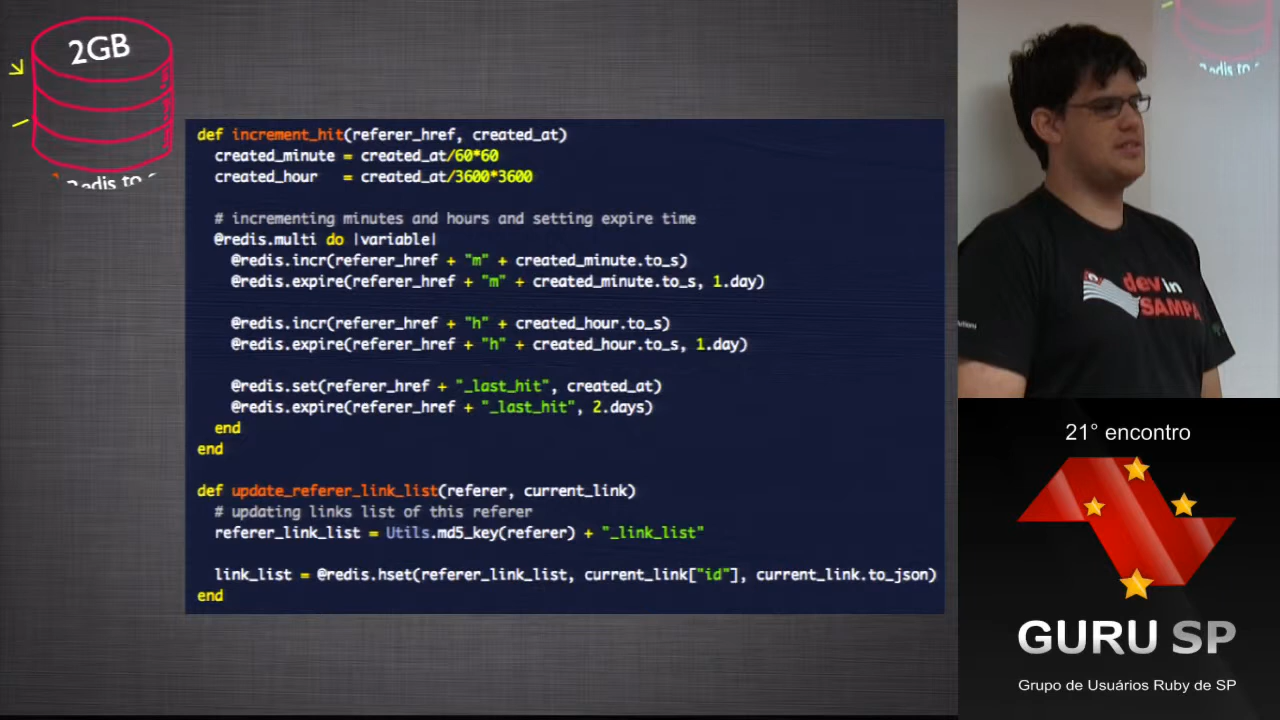 2GB
Redis to
def increment_hit(referer_href, created_at)
  created_minute = created_at/60*60
  created_hour   = created_at/3600*3600

  # incrementing minutes and hours and setting expire time
  @redis.multi do |variable|
    @redis.incr(referer_href + "m" + created_minute.to_s)
    @redis.expire(referer_href + "m" + created_minute.to_s, 1.day)

    @redis.incr(referer_href + "h" + created_hour.to_s)
    @redis.expire(referer_href + "h" + created_hour.to_s, 1.day)

    @redis.set(referer_href + "_last_hit", created_at)
    @redis.expire(referer_href + "_last_hit", 2.days)
  end
end

def update_referer_link_list(referer, current_link)
  # updating links list of this referer
  referer_link_list = Utils.md5_key(referer) + "_link_list"

  link_list = @redis.hset(referer_link_list, current_link["id"], current_link.to_json)
end
dev in
SAMPA
21° encontro
GURU SP
Grupo de Usuários Ruby de SP